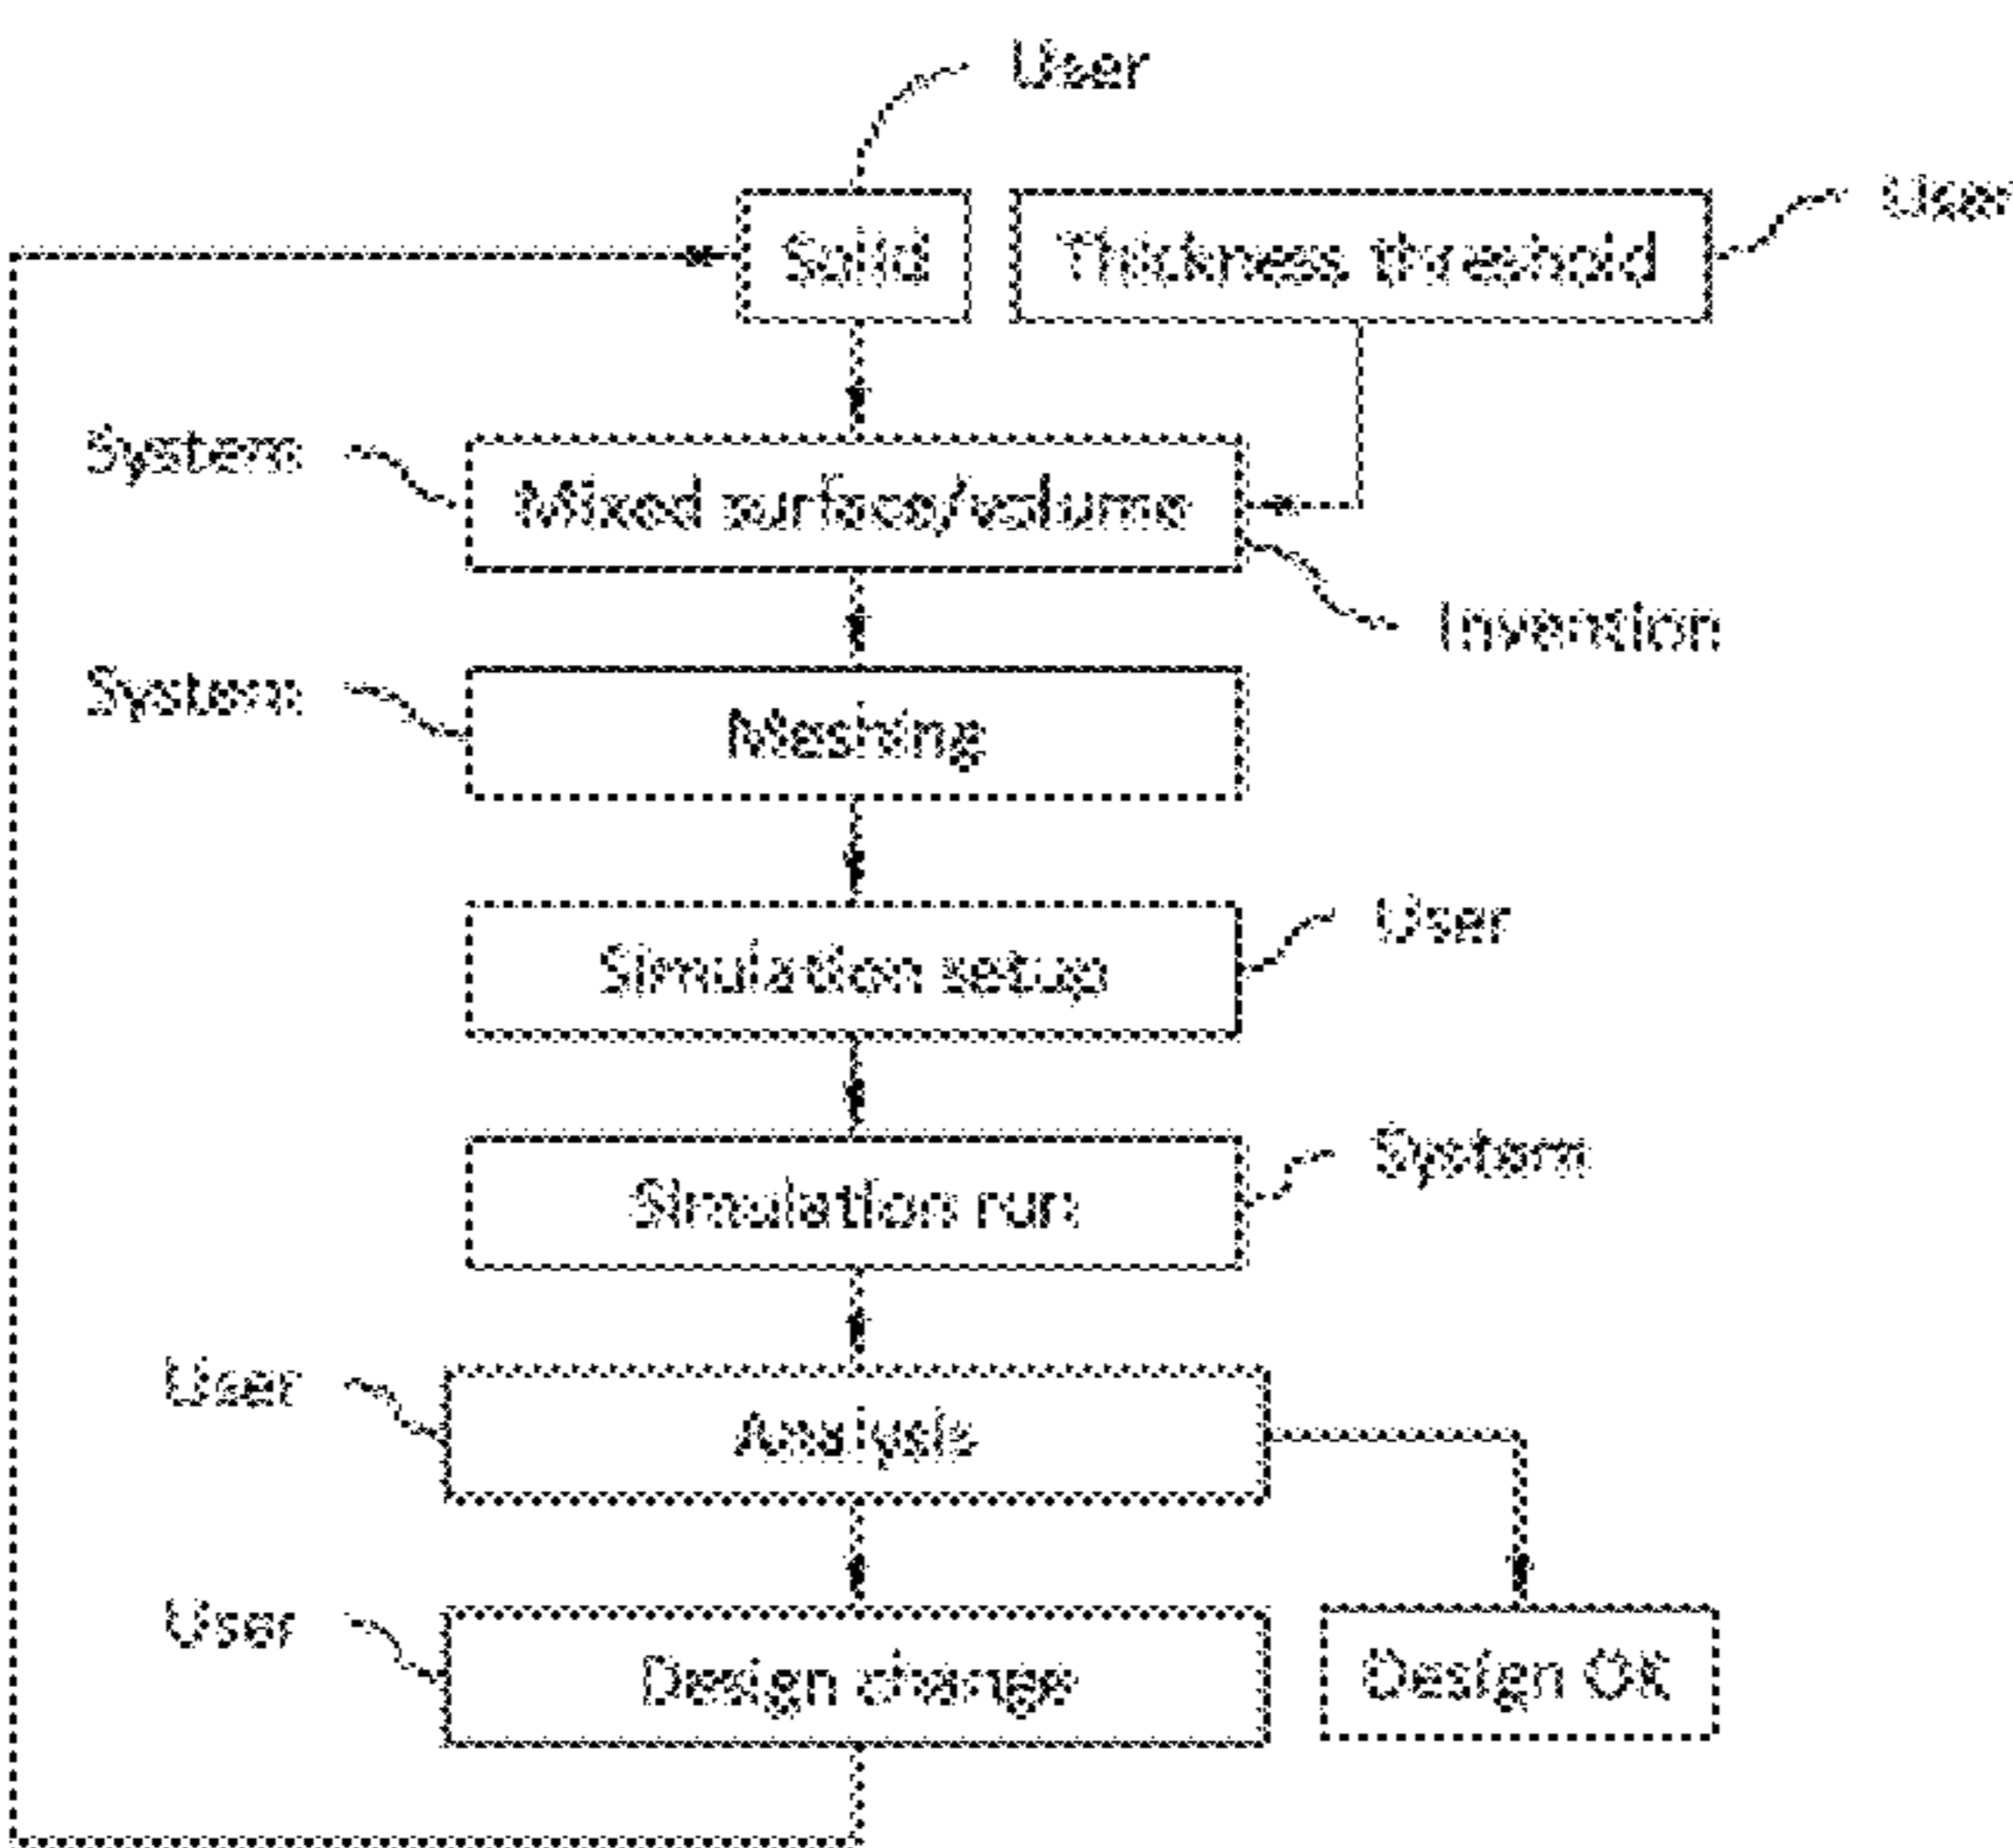 User
User
Solid
Thickness threshold
System
Mixed surface/volume
Invention
System
Meshing
User
Simulation setup
System
Simulation run
User
Analysis
User
Design change
Design OK